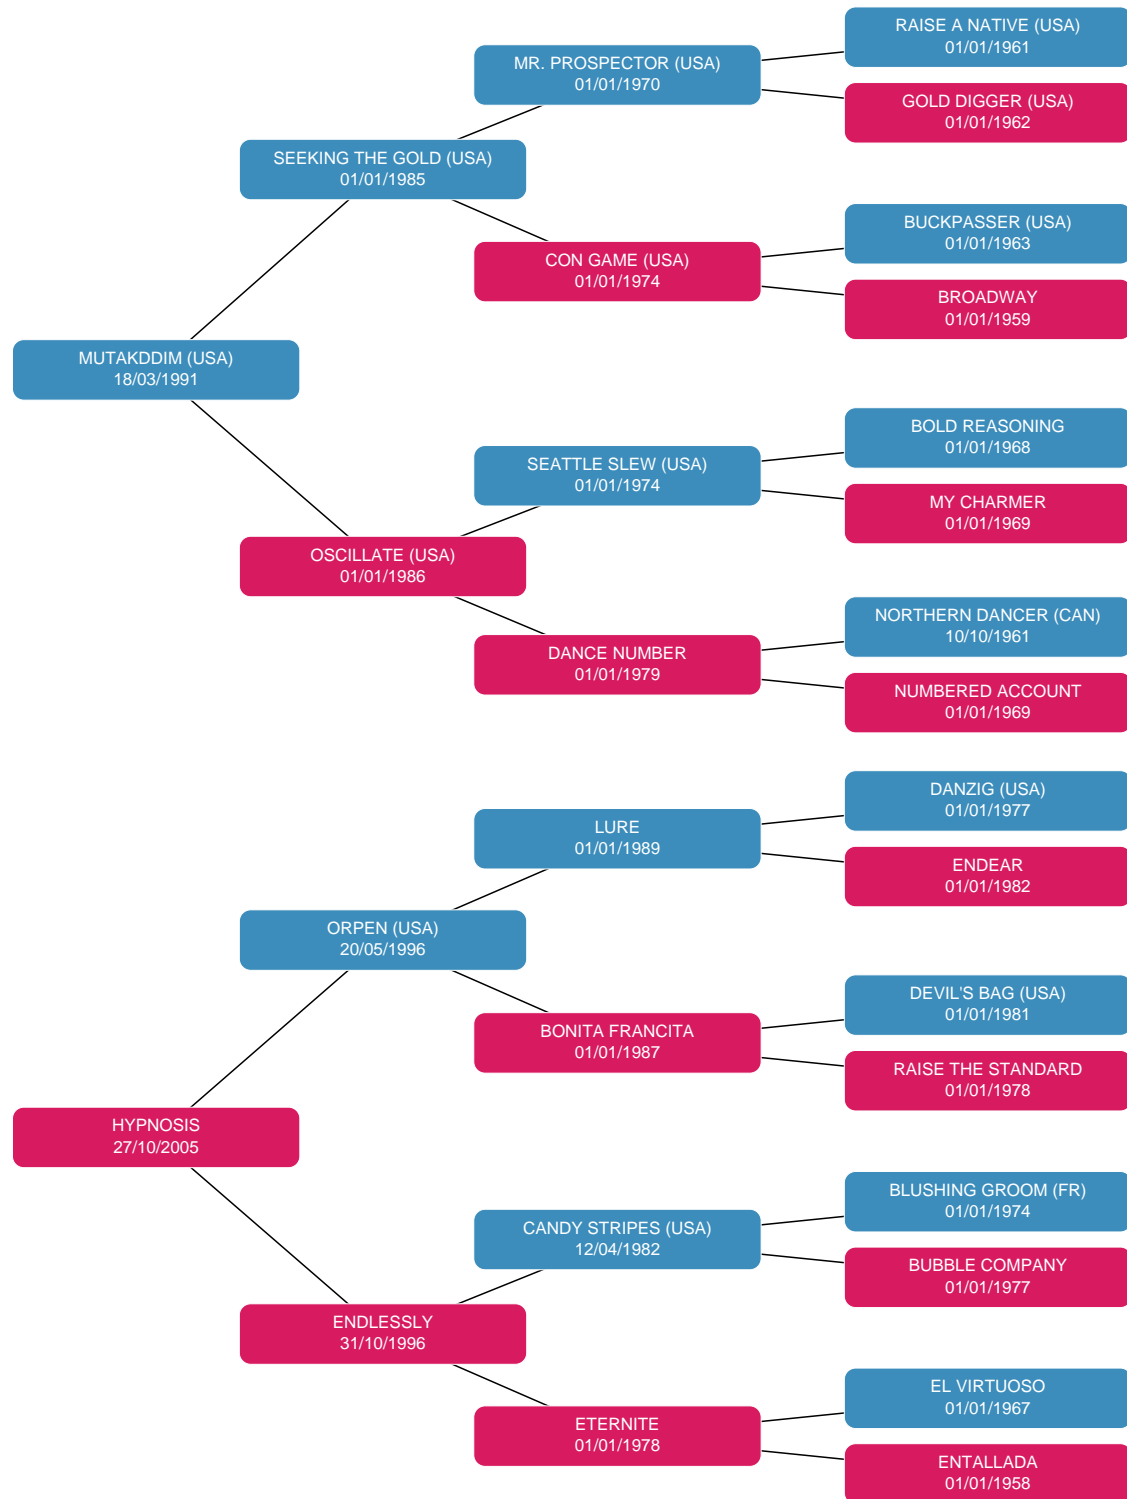 RAISE A NATIVE (USA)
01/01/1961
MR. PROSPECTOR (USA)
01/01/1970
GOLD DIGGER (USA)
01/01/1962
SEEKING THE GOLD (USA)
01/01/1985
BUCKPASSER (USA)
01/01/1963
CON GAME (USA)
01/01/1974
BROADWAY
01/01/1959
MUTAKDDIM (USA)
18/03/1991
BOLD REASONING
01/01/1968
SEATTLE SLEW (USA)
01/01/1974
MY CHARMER
01/01/1969
OSCILLATE (USA)
01/01/1986
NORTHERN DANCER (CAN)
10/10/1961
DANCE NUMBER
01/01/1979
NUMBERED ACCOUNT
01/01/1969
DANZIG (USA)
01/01/1977
LURE
01/01/1989
ENDEAR
01/01/1982
ORPEN (USA)
20/05/1996
DEVIL'S BAG (USA)
01/01/1981
BONITA FRANCITA
01/01/1987
RAISE THE STANDARD
01/01/1978
HYPNOSIS
27/10/2005
BLUSHING GROOM (FR)
01/01/1974
CANDY STRIPES (USA)
12/04/1982
BUBBLE COMPANY
01/01/1977
ENDLESSLY
31/10/1996
EL VIRTUOSO
01/01/1967
ETERNITE
01/01/1978
ENTALLADA
01/01/1958